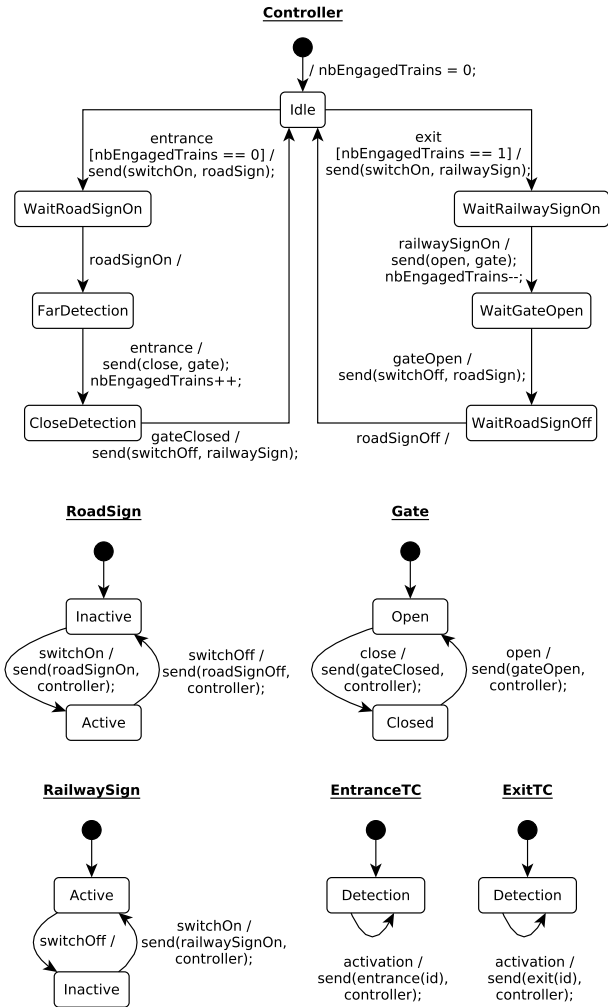 Controller
/ nbEngagedTrains = 0;
Idle
entrance
[nbEngagedTrains == 0] /
send(switchOn, roadSign);
exit
[nbEngagedTrains == 1] /
send(switchOn, railwaySign);
WaitRoadSignOn
WaitRailwaySignOn
roadSignOn /
railwaySignOn /
send(open, gate);
nbEngagedTrains--;
FarDetection
WaitGateOpen
entrance /
send(close, gate);
nbEngagedTrains++;
gateOpen /
send(switchOff, roadSign);
CloseDetection
WaitRoadSignOff
gateClosed /
send(switchOff, railwaySign);
roadSignOff /
RoadSign
Inactive
switchOn /
send(roadSignOn,
controller);
switchOff /
send(roadSignOff,
controller);
Active
Gate
Open
close /
send(gateClosed,
controller);
open /
send(gateOpen,
controller);
Closed
RailwaySign
Active
switchOff /
switchOn /
send(railwaySignOn,
controller);
Inactive
EntranceTC
Detection
activation /
send(entrance(id),
controller);
ExitTC
Detection
activation /
send(exit(id),
controller);